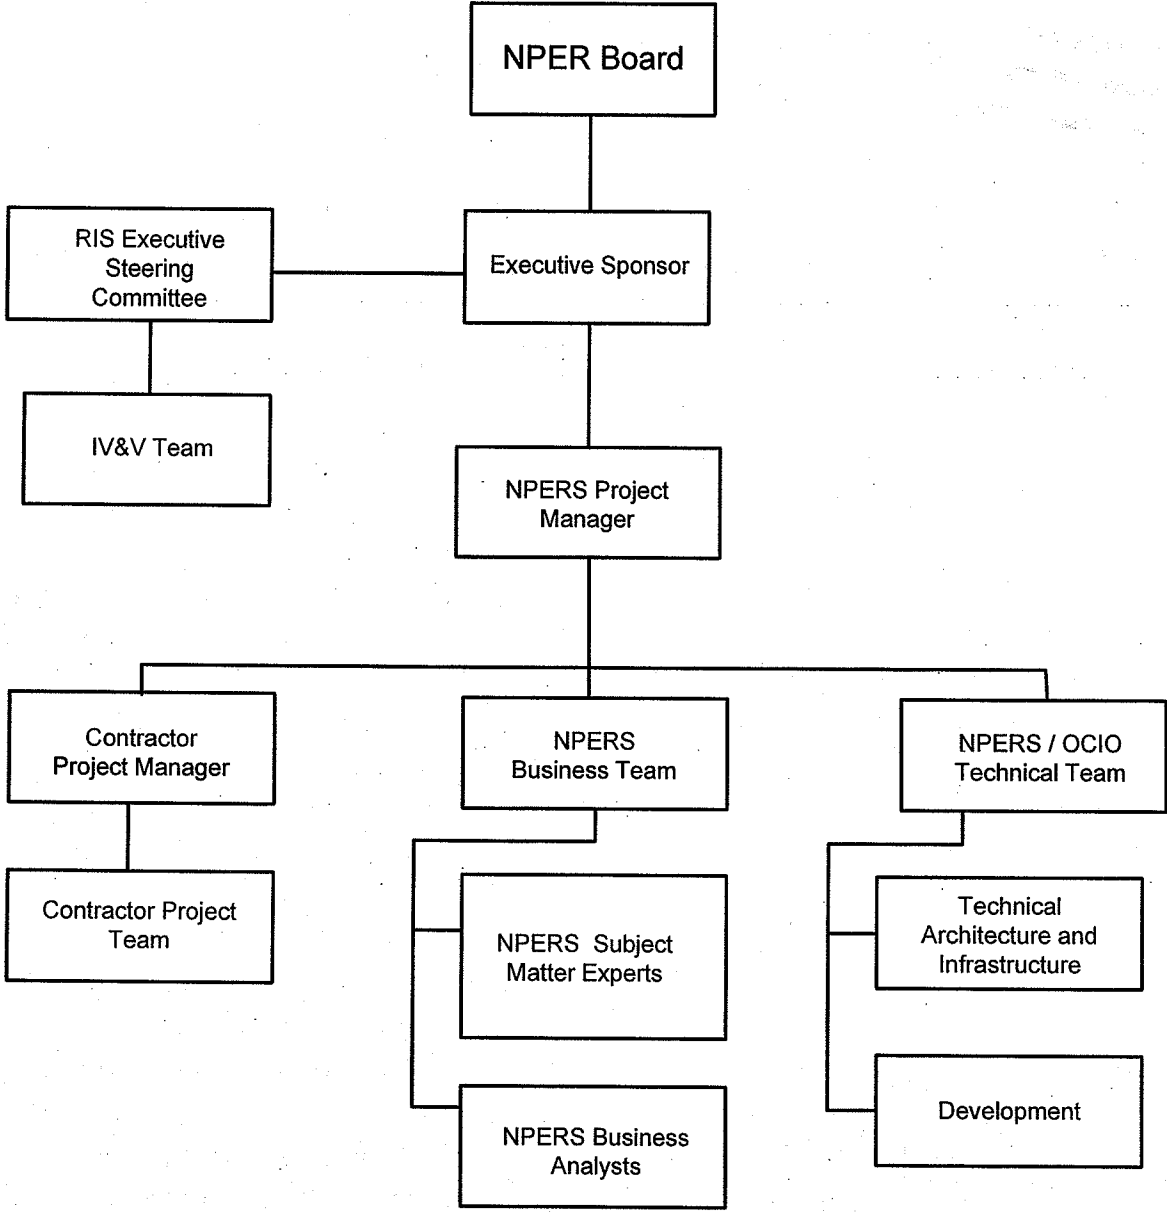 NPER Board
RIS Executive
Steering
Committee
Executive Sponsor
IV&V Team
NPERS Project
Manager
Contractor
Project Manager
NPERS
Business Team
NPERS / OCIO
Technical Team
Contractor Project
Team
NPERS Subject
Matter Experts
Technical
Architecture and
Infrastructure
NPERS Business
Analysts
Development